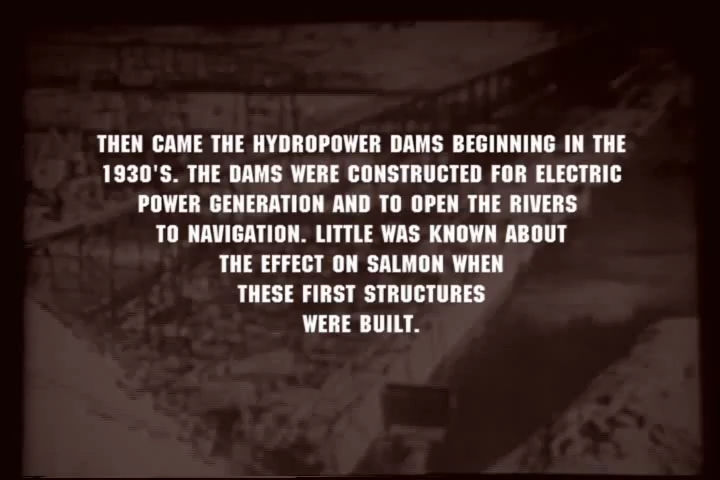 THEN CAME THE HYDROPOWER DAMS BEGINNING IN THE
1930'S. THE DAMS WERE CONSTRUCTED FOR ELECTRIC
POWER GENERATION AND TO OPEN THE RIVERS
TO NAVIGATION. LITTLE WAS KNOWN ABOUT
THE EFFECT ON SALMON WHEN
THESE FIRST STRUCTURES
WERE BUILT.